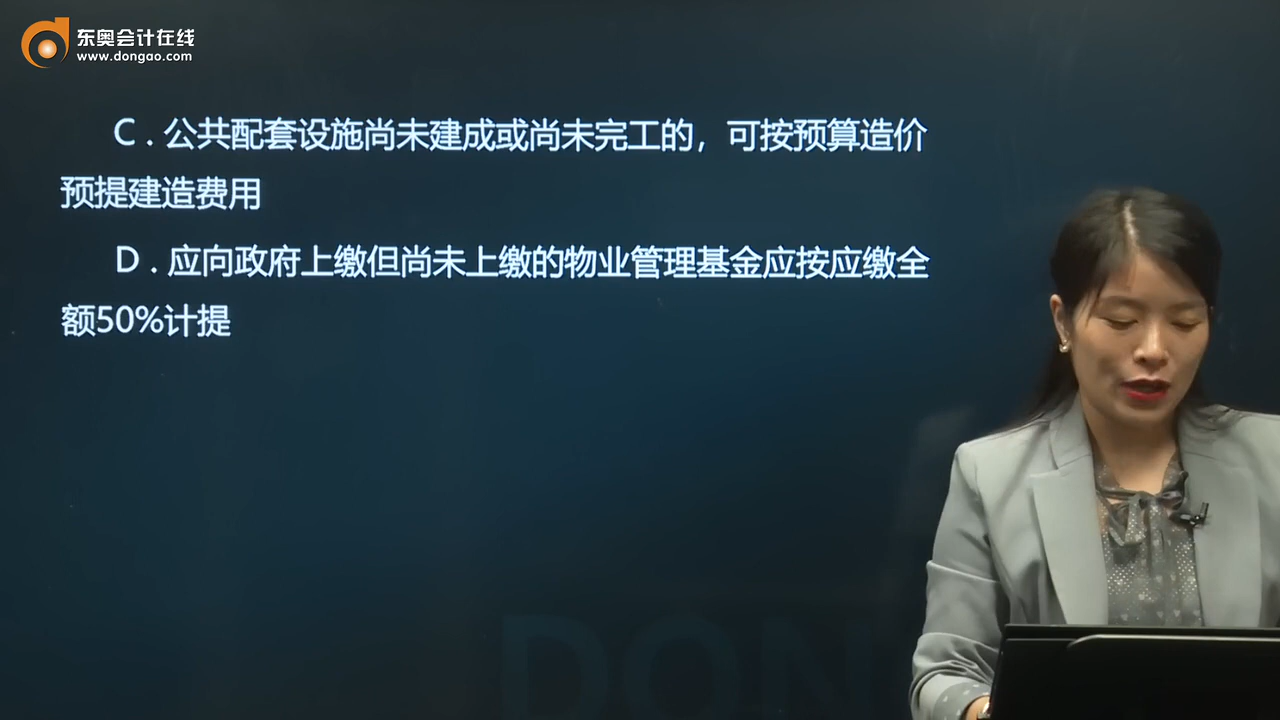 东奥会计在线
www.dongao.com
C . 公共配套设施尚未建成或尚未完工的，可按预算造价
预提建造费用
D . 应向政府上缴但尚未上缴的物业管理基金应按应缴全
额50%计提
DON